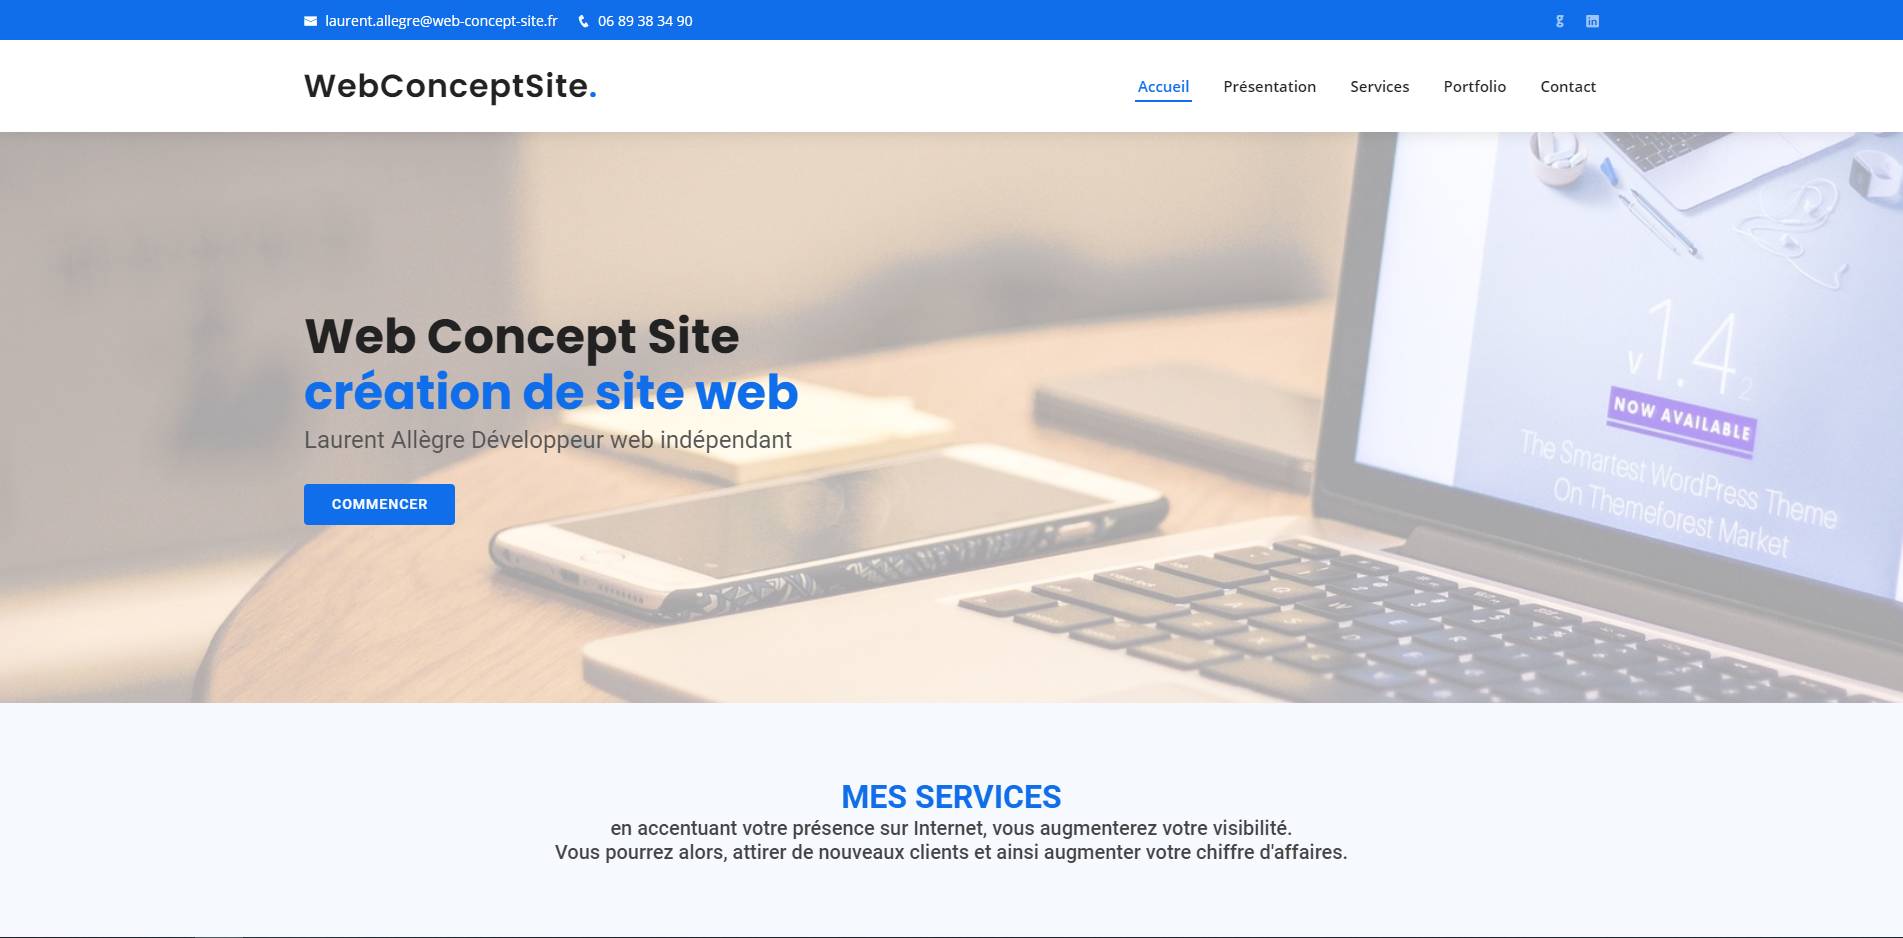 laurent.allegre@web-concept-site.fr 06 89 38 34 90
WebConceptSite.
Accueil Présentation Services Portfolio Contact
Web Concept Site
création de site web
Laurent Allègre Développeur web indépendant
COMMENCER
v1.4
2
NOW AVAILABLE
The Smartest WordPress Theme
On Themeforest Market
MES SERVICES
en accentuant votre présence sur Internet, vous augmenterez votre visibilité.
Vous pourrez alors, attirer de nouveaux clients et ainsi augmenter votre chiffre d'affaires.